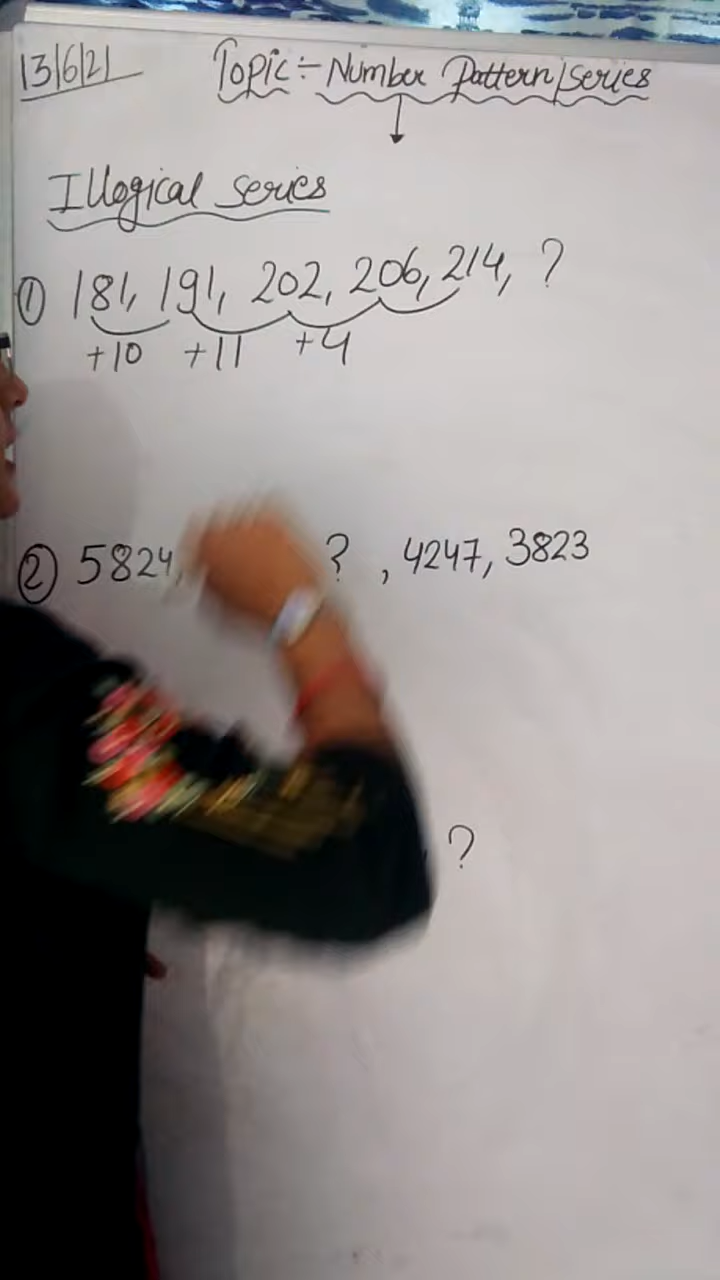 13/6/21 Topic:- Number Pattern/Series
Illogical series
① 181, 191, 202, 206, 214, ?
+10 +11 +4
② 5824, ? , 4247, 3823
?